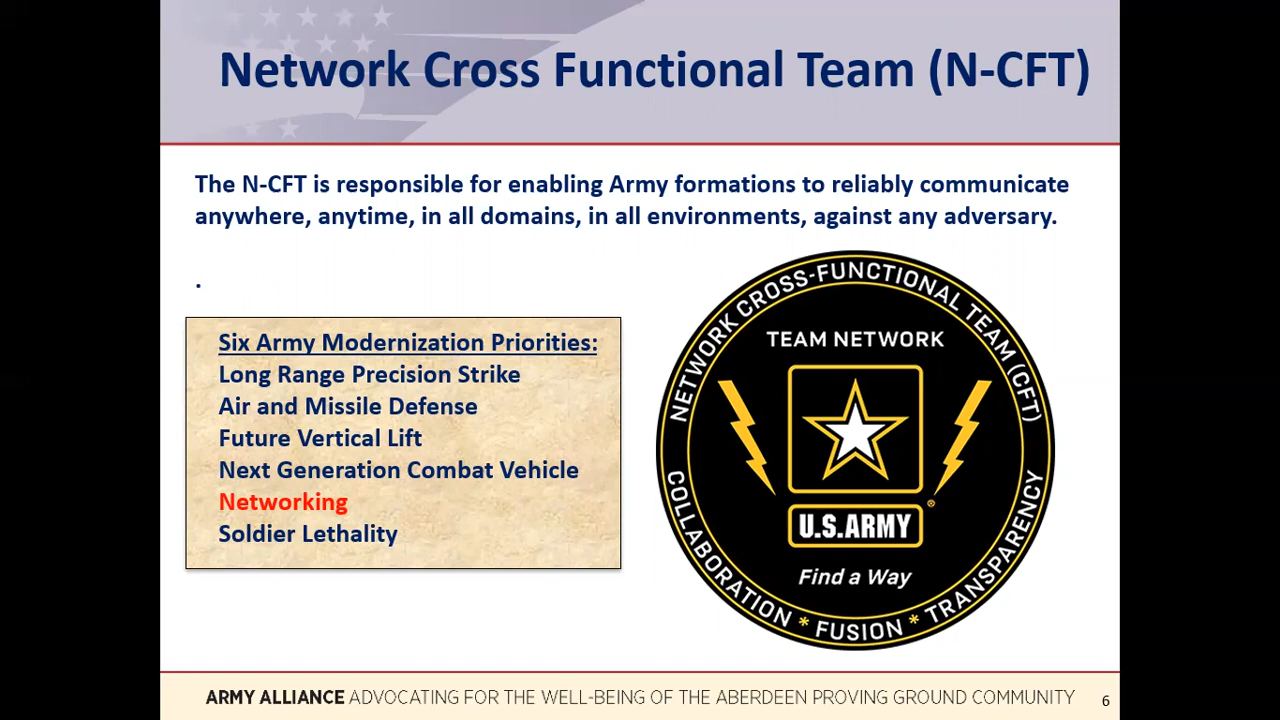 Network Cross Functional Team (N-CFT)
The N-CFT is responsible for enabling Army formations to reliably communicate
anywhere, anytime, in all domains, in all environments, against any adversary.
.
Six Army Modernization Priorities:
Long Range Precision Strike
Air and Missile Defense
Future Vertical Lift
Next Generation Combat Vehicle
Networking
Soldier Lethality
NETWORK CROSS-FUNCTIONAL TEAM (CFT)
TEAM NETWORK
U.S.ARMY
®
Find a Way
COLLABORATION * FUSION * TRANSPARENCY
ARMY ALLIANCE ADVOCATING FOR THE WELL-BEING OF THE ABERDEEN PROVING GROUND COMMUNITY
6